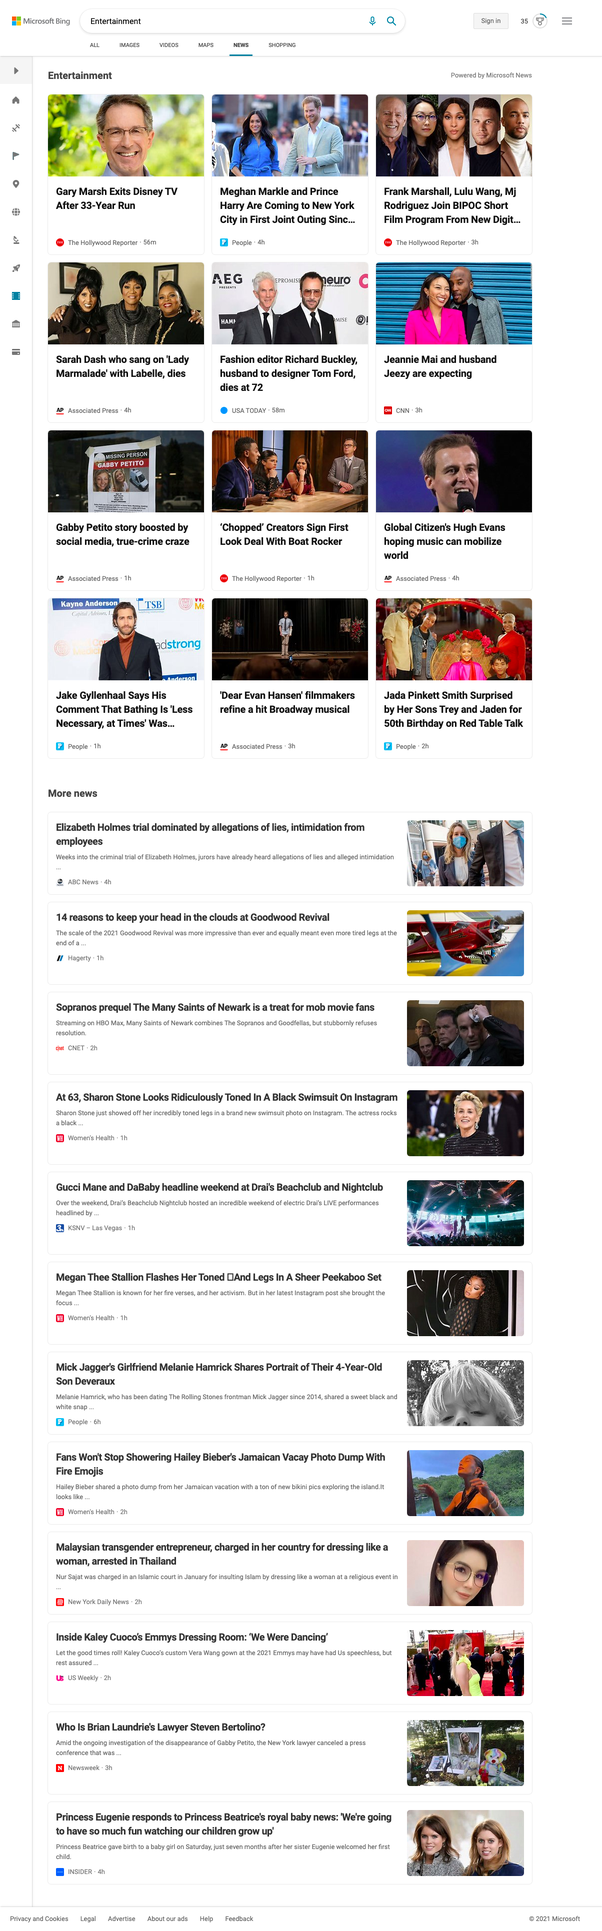 Microsoft Bing
Entertainment
Sign in
35
ALL
IMAGES
VIDEOS
MAPS
NEWS
SHOPPING
Entertainment
Powered by Microsoft News
Gary Marsh Exits Disney TV
After 33-Year Run
The Hollywood Reporter · 56m
Meghan Markle and Prince
Harry Are Coming to New York
City in First Joint Outing Sinc...
People · 4h
Frank Marshall, Lulu Wang, Mj
Rodriguez Join BIPOC Short
Film Program From New Digit...
The Hollywood Reporter · 3h
Sarah Dash who sang on 'Lady
Marmalade' with Labelle, dies
AP Associated Press · 4h
AEG
PRESENTS
Fashion editor Richard Buckley,
husband to designer Tom Ford,
dies at 72
USA TODAY · 58m
Jeannie Mai and husband
Jeezy are expecting
CNN · 3h
MISSING PERSON
GABBY PETITO
Gabby Petito story boosted by
social media, true-crime craze
AP Associated Press · 1h
‘Chopped’ Creators Sign First
Look Deal With Boat Rocker
The Hollywood Reporter · 1h
Global Citizen's Hugh Evans
hoping music can mobilize
world
AP Associated Press · 4h
Kayne Anderson
TSB
Jake Gyllenhaal Says His
Comment That Bathing Is 'Less
Necessary, at Times' Was...
People · 1h
'Dear Evan Hansen' filmmakers
refine a hit Broadway musical
AP Associated Press · 3h
Jada Pinkett Smith Surprised
by Her Sons Trey and Jaden for
50th Birthday on Red Table Talk
People · 2h
More news
Elizabeth Holmes trial dominated by allegations of lies, intimidation from
employees
Weeks into the criminal trial of Elizabeth Holmes, jurors have already heard allegations of lies and alleged intimidation
...
ABC News · 4h
14 reasons to keep your head in the clouds at Goodwood Revival
The scale of the 2021 Goodwood Revival was more impressive than ever and equally meant even more tired legs at the
end of a ...
Hagerty · 1h
Sopranos prequel The Many Saints of Newark is a treat for mob movie fans
Streaming on HBO Max, Many Saints of Newark combines The Sopranos and Goodfellas, but stubbornly refuses
resolution.
CNET · 2h
At 63, Sharon Stone Looks Ridiculously Toned In A Black Swimsuit On Instagram
Sharon Stone just showed off her incredibly toned legs in a brand new swimsuit photo on Instagram. The actress rocks
a black ...
Women's Health · 1h
Gucci Mane and DaBaby headline weekend at Drai's Beachclub and Nightclub
Over the weekend, Drai's Beachclub Nightclub hosted an incredible weekend of electric Drai's LIVE performances
headlined by ...
KSNV – Las Vegas · 1h
Megan Thee Stallion Flashes Her Toned □And Legs In A Sheer Peekaboo Set
Megan Thee Stallion is known for her fire verses, and her activism. But in her latest Instagram post she brought the
focus ...
Women's Health · 1h
Mick Jagger's Girlfriend Melanie Hamrick Shares Portrait of Their 4-Year-Old
Son Deveraux
Melanie Hamrick, who has been dating The Rolling Stones frontman Mick Jagger since 2014, shared a sweet black and
white snap ...
People · 6h
Fans Won't Stop Showering Hailey Bieber's Jamaican Vacay Photo Dump With
Fire Emojis
Hailey Bieber shared a photo dump from her Jamaican vacation with a ton of new bikini pics exploring the island.It
looks like ...
Women's Health · 2h
Malaysian transgender entrepreneur, charged in her country for dressing like a
woman, arrested in Thailand
Nur Sajat was charged in an Islamic court in January for insulting Islam by dressing like a woman at a religious event in
...
New York Daily News · 2h
Inside Kaley Cuoco’s Emmys Dressing Room: ‘We Were Dancing’
Let the good times roll! Kaley Cuoco's custom Vera Wang gown at the 2021 Emmys may have had Us speechless, but
rest assured ...
US Weekly · 2h
Who Is Brian Laundrie's Lawyer Steven Bertolino?
Amid the ongoing investigation of the disappearance of Gabby Petito, the New York lawyer canceled a press
conference that was ...
Newsweek · 3h
Princess Eugenie responds to Princess Beatrice's royal baby news: 'We're going
to have so much fun watching our children grow up'
Princess Beatrice gave birth to a baby girl on Saturday, just seven months after her sister Eugenie welcomed her first
child.
INSIDER · 4h
Privacy and Cookies
Legal
Advertise
About our ads
Help
Feedback
© 2021 Microsoft